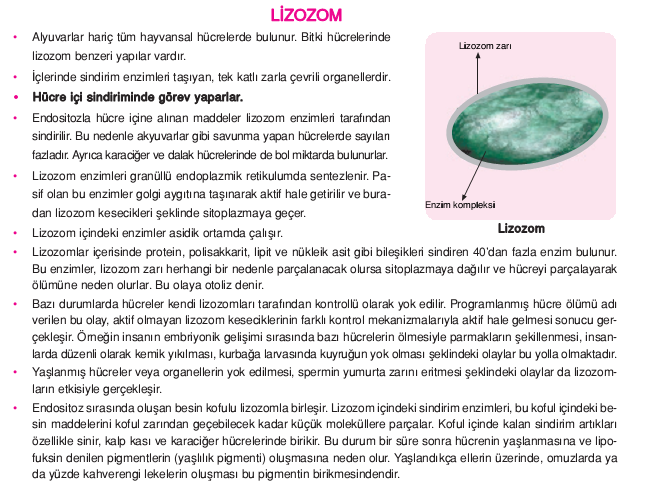 LİZOZOM
• Alyuvarlar hariç tüm hayvansal hücrelerde bulunur. Bitki hücrelerinde
lizozom benzeri yapılar vardır.
• İçlerinde sindirim enzimleri taşıyan, tek katlı zarla çevrili organellerdir.
• Hücre içi sindiriminde görev yaparlar.
• Endositozla hücre içine alınan maddeler lizozom enzimleri tarafından
sindirilir. Bu nedenle akyuvarlar gibi savunma yapan hücrelerde sayıları
fazladır. Ayrıca karaciğer ve dalak hücrelerinde de bol miktarda bulunurlar.
• Lizozom enzimleri granüllü endoplazmik retikulumda sentezlenir. Pa-
sif olan bu enzimler golgi aygıtına taşınarak aktif hale getirilir ve bura-
dan lizozom kesecikleri şeklinde sitoplazmaya geçer.
• Lizozom içindeki enzimler asidik ortamda çalışır.
Lizozom zarı
Enzim kompleksi
Lizozom
• Lizozomlar içerisinde protein, polisakkarit, lipit ve nükleik asit gibi bileşikleri sindiren 40'dan fazla enzim bulunur.
Bu enzimler, lizozom zarı herhangi bir nedenle parçalanacak olursa sitoplazmaya dağılır ve hücreyi parçalayarak
ölümüne neden olurlar. Bu olaya otoliz denir.
• Bazı durumlarda hücreler kendi lizozomları tarafından kontrollü olarak yok edilir. Programlanmış hücre ölümü adı
verilen bu olay, aktif olmayan lizozom keseciklerinin farklı kontrol mekanizmalarıyla aktif hale gelmesi sonucu ger-
çekleşir. Örneğin insanın embriyonik gelişimi sırasında bazı hücrelerin ölmesiyle parmakların şekillenmesi, insan-
larda düzenli olarak kemik yıkılması, kurbağa larvasında kuyruğun yok olması şeklindeki olaylar bu yolla olmaktadır.
• Yaşlanmış hücreler veya organellerin yok edilmesi, spermin yumurta zarını eritmesi şeklindeki olaylar da lizozom-
ların etkisiyle gerçekleşir.
• Endositoz sırasında oluşan besin kofulu lizozomla birleşir. Lizozom içindeki sindirim enzimleri, bu koful içindeki be-
sin maddelerini koful zarından geçebilecek kadar küçük moleküllere parçalar. Koful içinde kalan sindirim artıkları
özellikle sinir, kalp kası ve karaciğer hücrelerinde birikir. Bu durum bir süre sonra hücrenin yaşlanmasına ve lipo-
fuksin denilen pigmentlerin (yaşlılık pigmenti) oluşmasına neden olur. Yaşlandıkça ellerin üzerinde, omuzlarda ya
da yüzde kahverengi lekelerin oluşması bu pigmentin birikmesindendir.